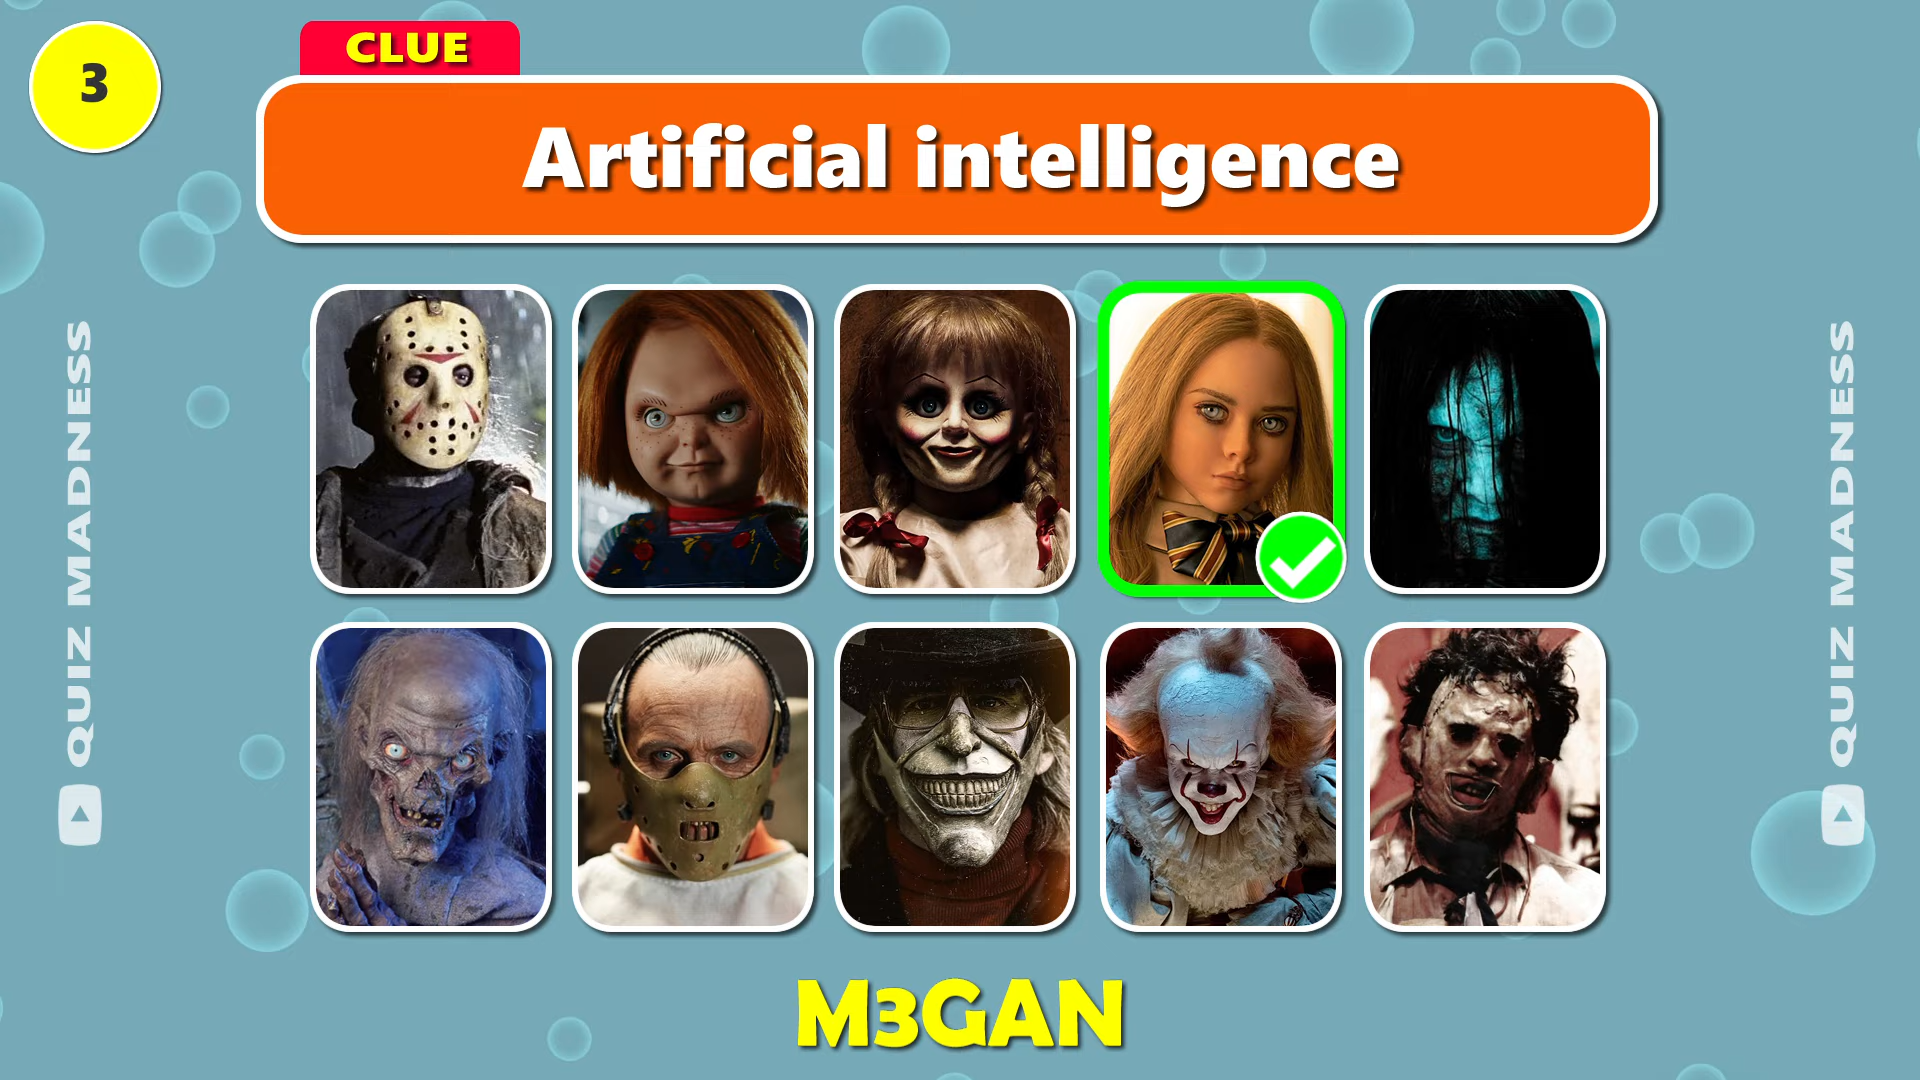 3
CLUE
Artificial intelligence
QUIZ MADNESS
QUIZ MADNESS
M3GAN